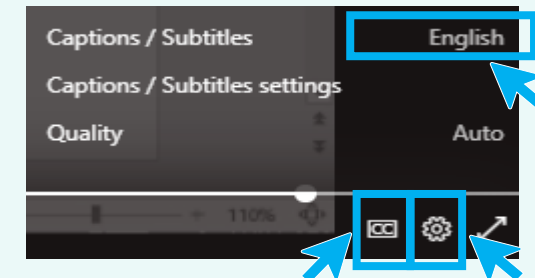 Captions / Subtitles English
Captions / Subtitles settings
Quality Auto
110%
CC